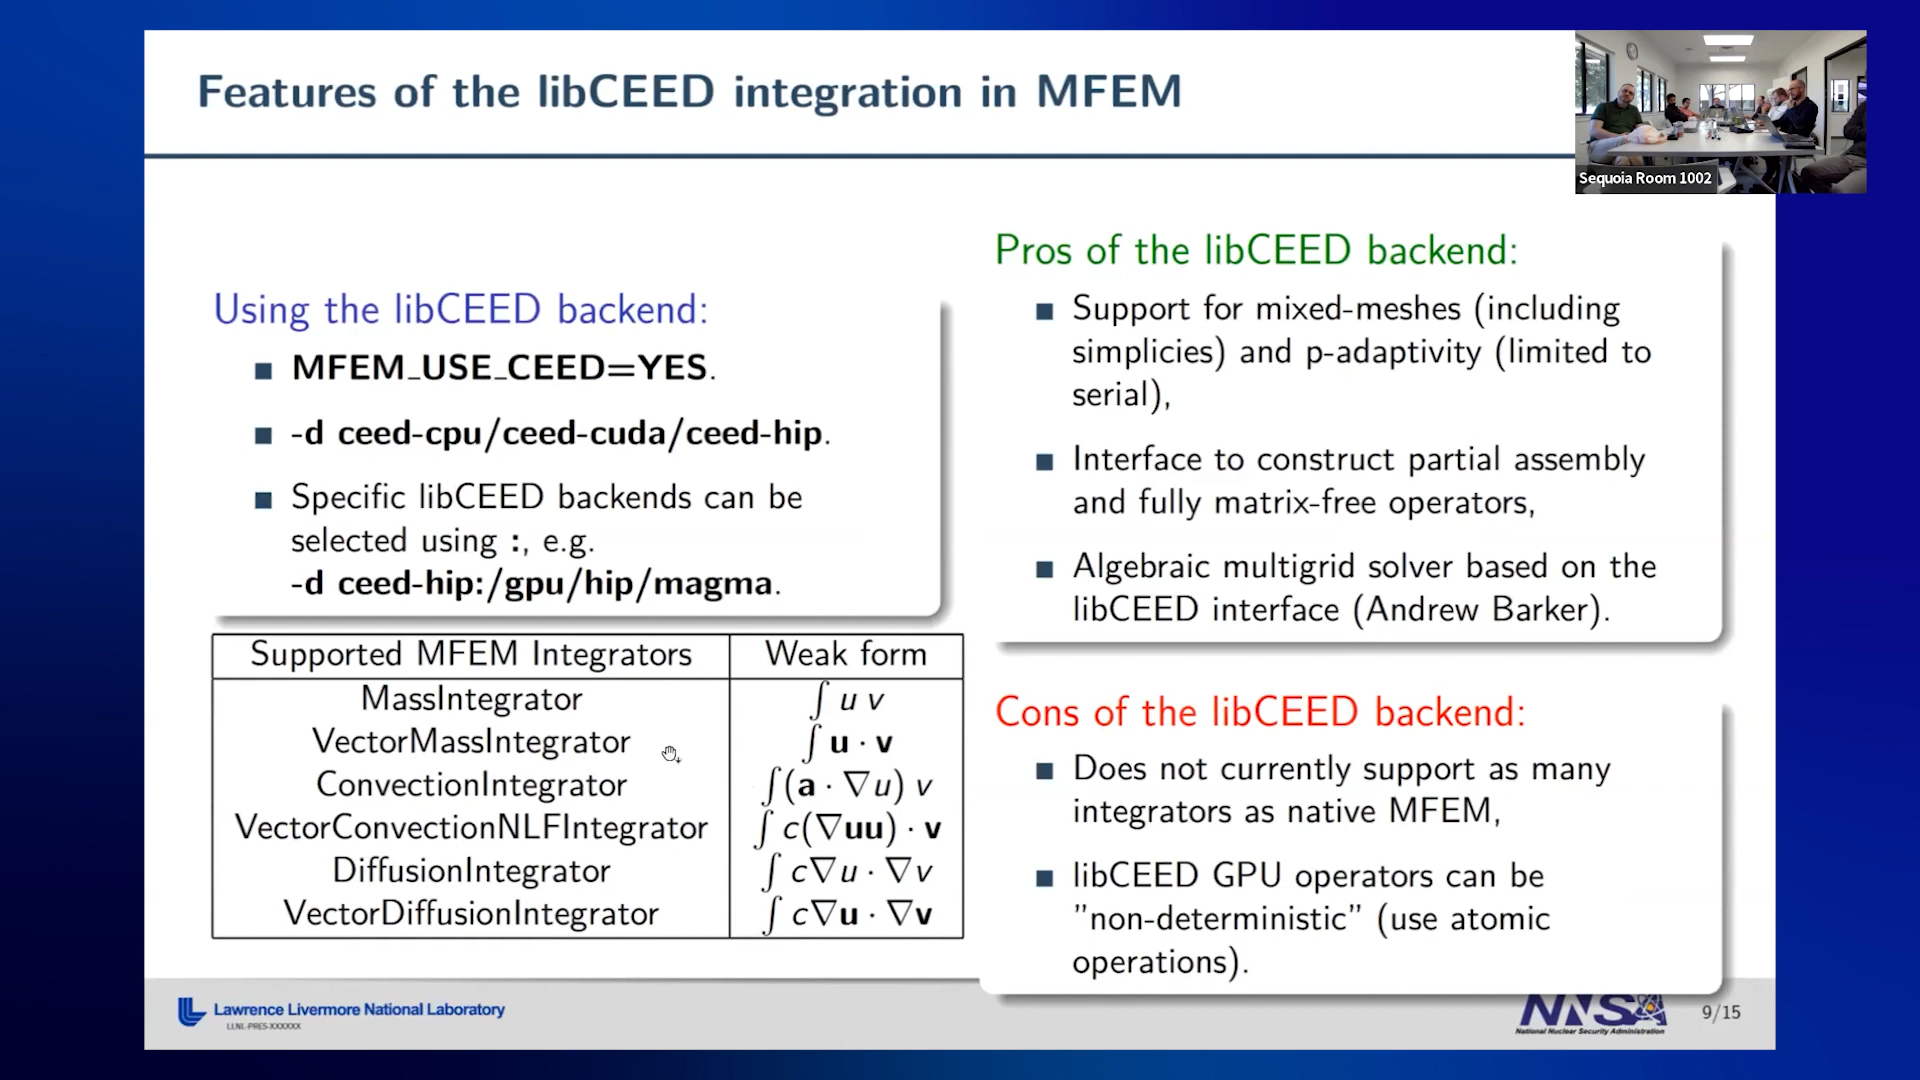 Features of the libCEED integration in MFEM
Sequoia Room 1002
Using the libCEED backend:
MFEM_USE_CEED=YES.
-d ceed-cpu/ceed-cuda/ceed-hip.
Specific libCEED backends can be
selected using :, e.g.
-d ceed-hip:/gpu/hip/magma.
Supported MFEM Integrators | Weak form
MassIntegrator | ∫ u v
VectorMassIntegrator | ∫ u · v
ConvectionIntegrator | ∫(a · ∇u) v
VectorConvectionNLFIntegrator | ∫ c(∇uu) · v
DiffusionIntegrator | ∫ c∇u · ∇v
VectorDiffusionIntegrator | ∫ c∇u · ∇v
Pros of the libCEED backend:
Support for mixed-meshes (including
simplicies) and p-adaptivity (limited to
serial),
Interface to construct partial assembly
and fully matrix-free operators,
Algebraic multigrid solver based on the
libCEED interface (Andrew Barker).
Cons of the libCEED backend:
Does not currently support as many
integrators as native MFEM,
libCEED GPU operators can be
"non-deterministic" (use atomic
operations).
Lawrence Livermore National Laboratory
LLNL-PRES-XXXXXX
NNSA
National Nuclear Security Administration
9/15